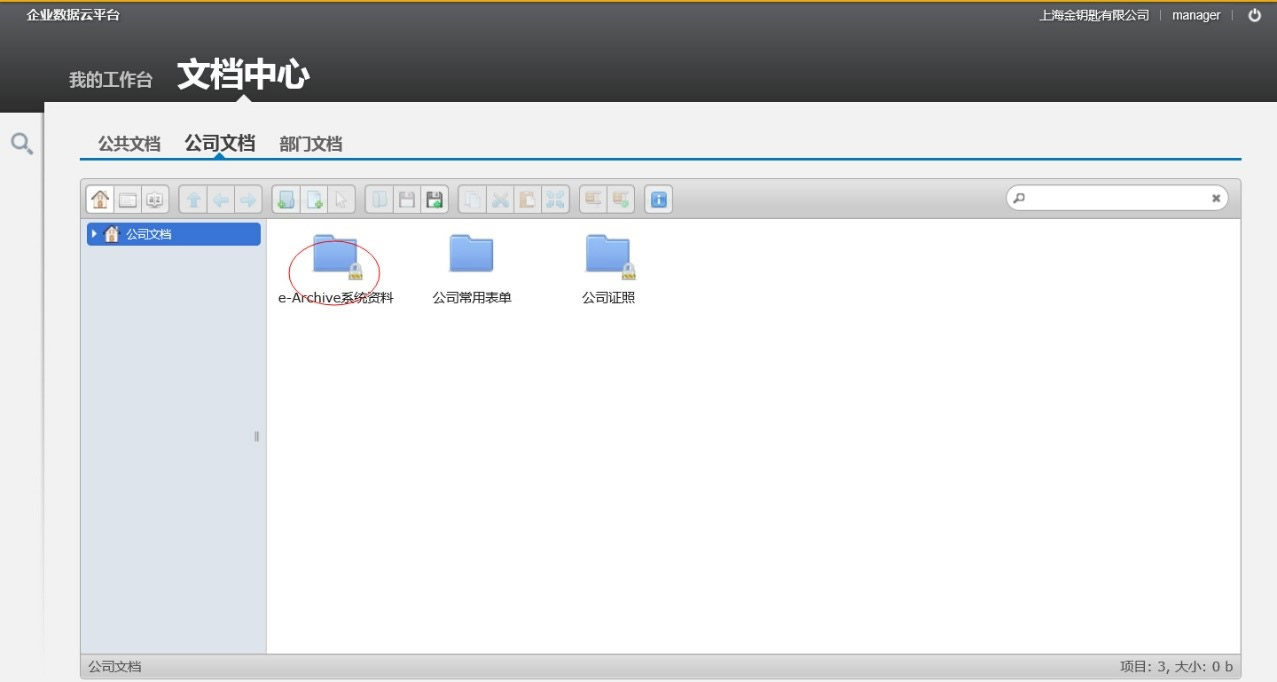 企业数据云平台
上海金钥匙有限公司 | manager |
我的工作台 文档中心
公共文档 公司文档 部门文档
公司文档
e-Archive系统资料 公司常用表单 公司证照
公司文档 项目: 3, 大小: 0 b